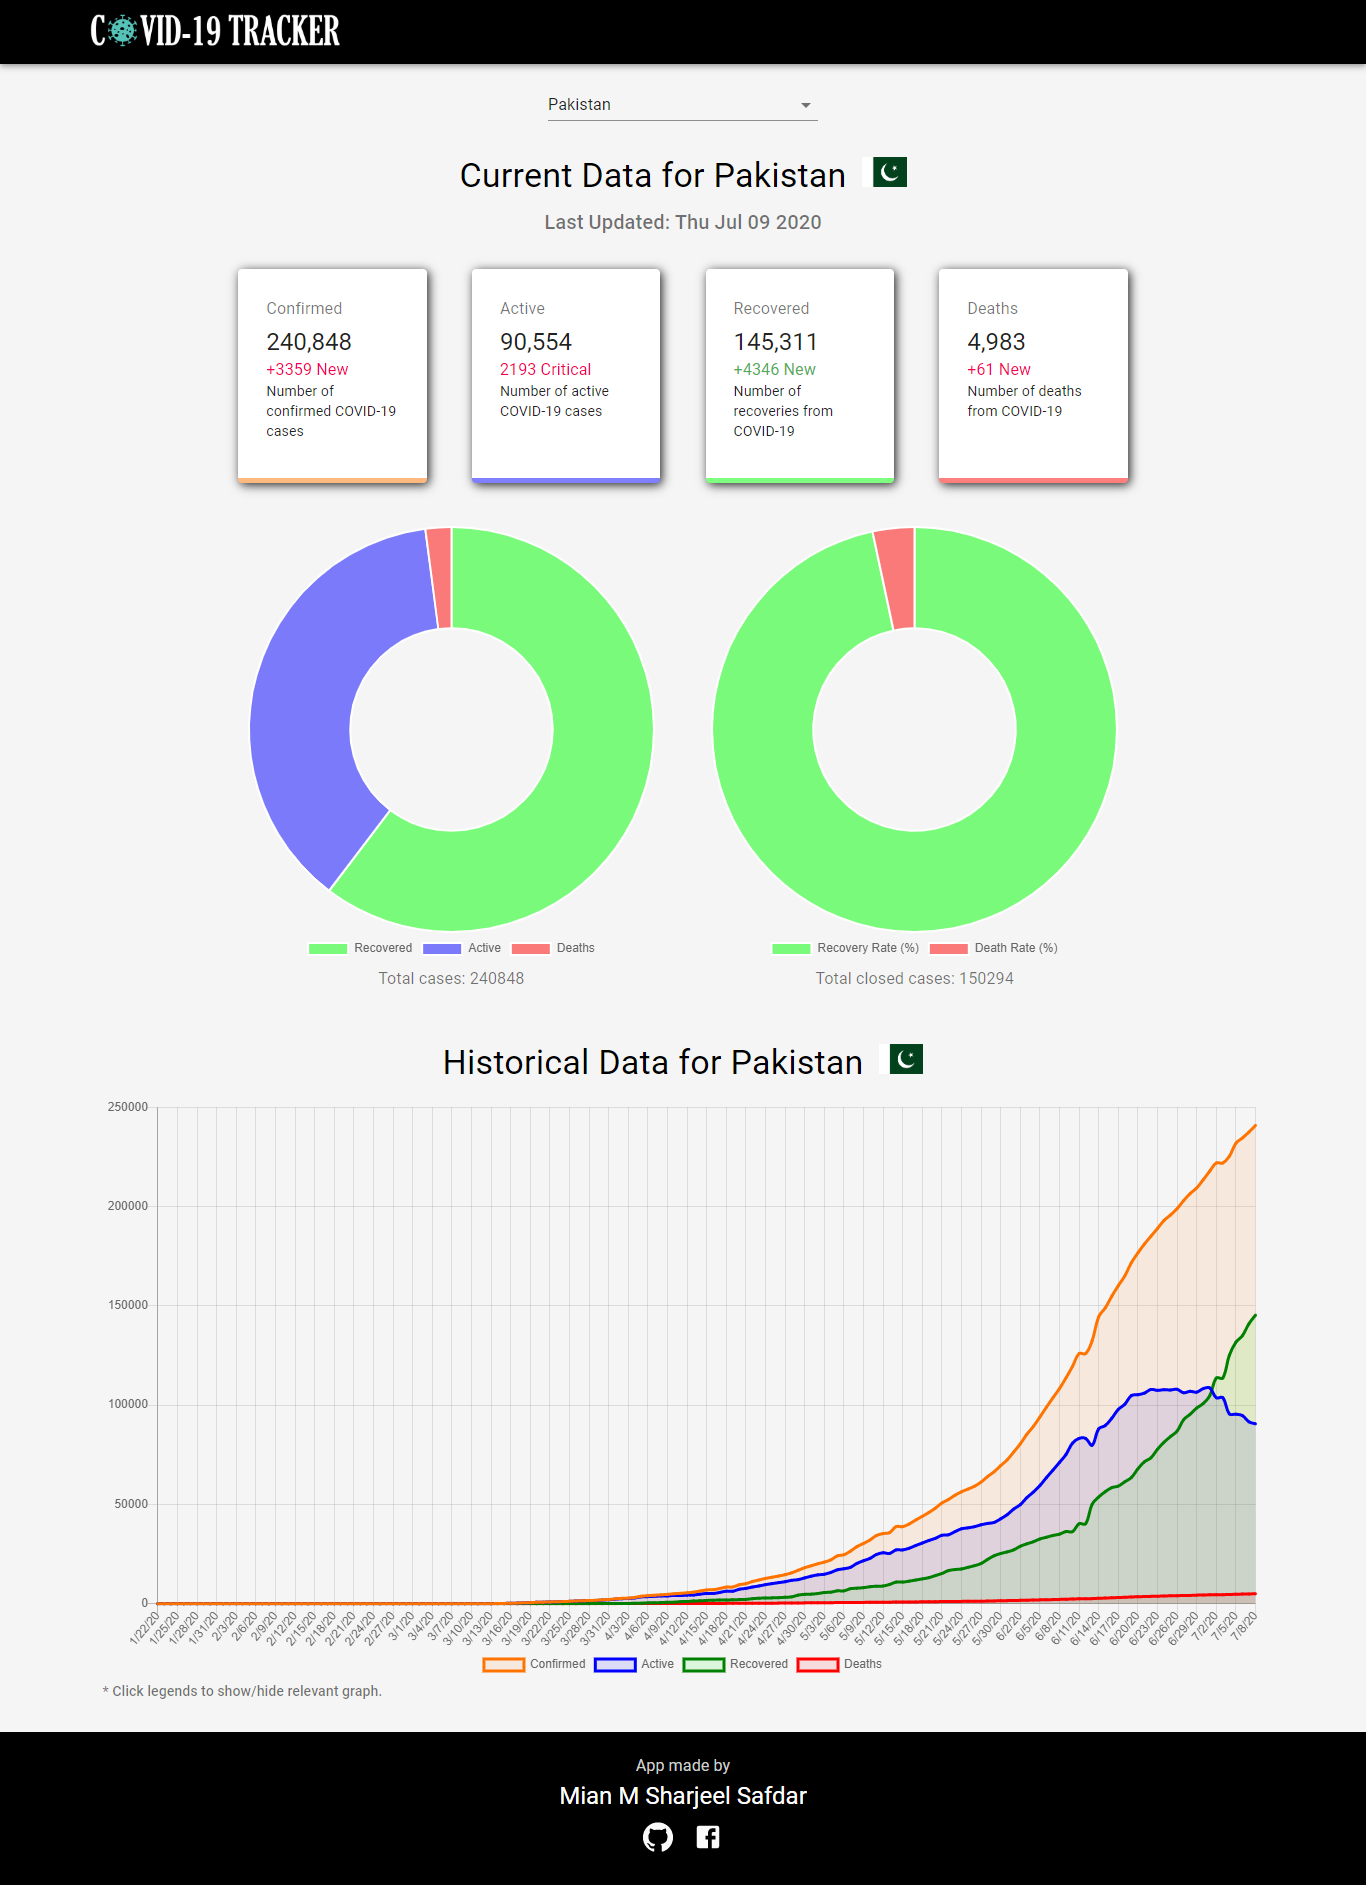 COVID-19 TRACKER
Pakistan
Current Data for Pakistan
Last Updated: Thu Jul 09 2020
Confirmed
240,848
+3359 New
Number of
confirmed COVID-19
cases
Active
90,554
2193 Critical
Number of active
COVID-19 cases
Recovered
145,311
+4346 New
Number of
recoveries from
COVID-19
Deaths
4,983
+61 New
Number of deaths
from COVID-19
Recovered Active Deaths
Total cases: 240848
Recovery Rate (%) Death Rate (%)
Total closed cases: 150294
Historical Data for Pakistan
250000
200000
150000
100000
50000
0
1/22/20 1/25/20 1/28/20 1/31/20 2/3/20 2/6/20 2/9/20 2/12/20 2/15/20 2/18/20 2/21/20 2/24/20 2/27/20 3/1/20 3/4/20 3/7/20 3/10/20 3/13/20 3/16/20 3/19/20 3/22/20 3/25/20 3/28/20 3/31/20 4/3/20 4/6/20 4/9/20 4/12/20 4/15/20 4/18/20 4/21/20 4/24/20 4/27/20 4/30/20 5/3/20 5/6/20 5/9/20 5/12/20 5/15/20 5/18/20 5/21/20 5/24/20 5/27/20 5/30/20 6/2/20 6/5/20 6/8/20 6/11/20 6/14/20 6/17/20 6/20/20 6/23/20 6/26/20 6/29/20 7/2/20 7/5/20 7/8/20
Confirmed Active Recovered Deaths
* Click legends to show/hide relevant graph.
App made by
Mian M Sharjeel Safdar